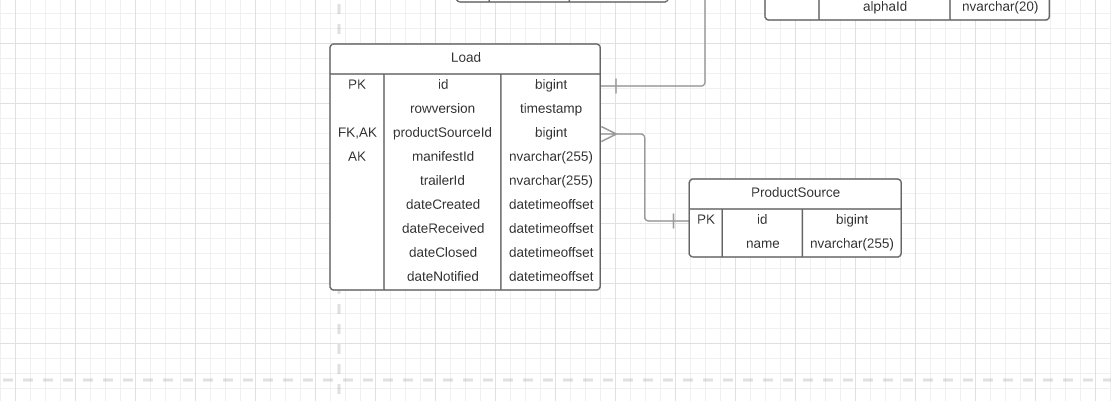 alphaId nvarchar(20)
Load
PK id bigint
rowversion timestamp
FK,AK productSourceId bigint
AK manifestId nvarchar(255)
trailerId nvarchar(255)
dateCreated datetimeoffset
dateReceived datetimeoffset
dateClosed datetimeoffset
dateNotified datetimeoffset
ProductSource
PK id bigint
name nvarchar(255)